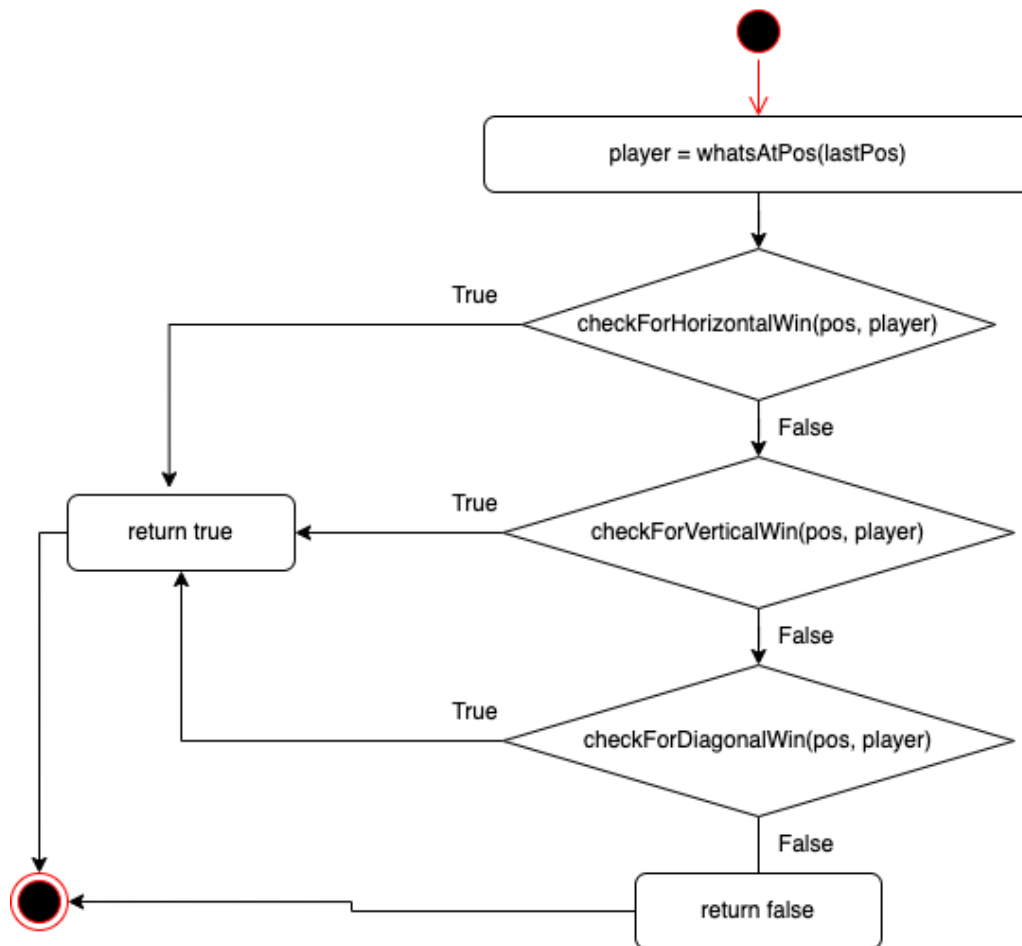 player = whatsAtPos(lastPos)
True
checkForHorizontalWin(pos, player)
False
True
return true
checkForVerticalWin(pos, player)
False
True
checkForDiagonalWin(pos, player)
False
return false